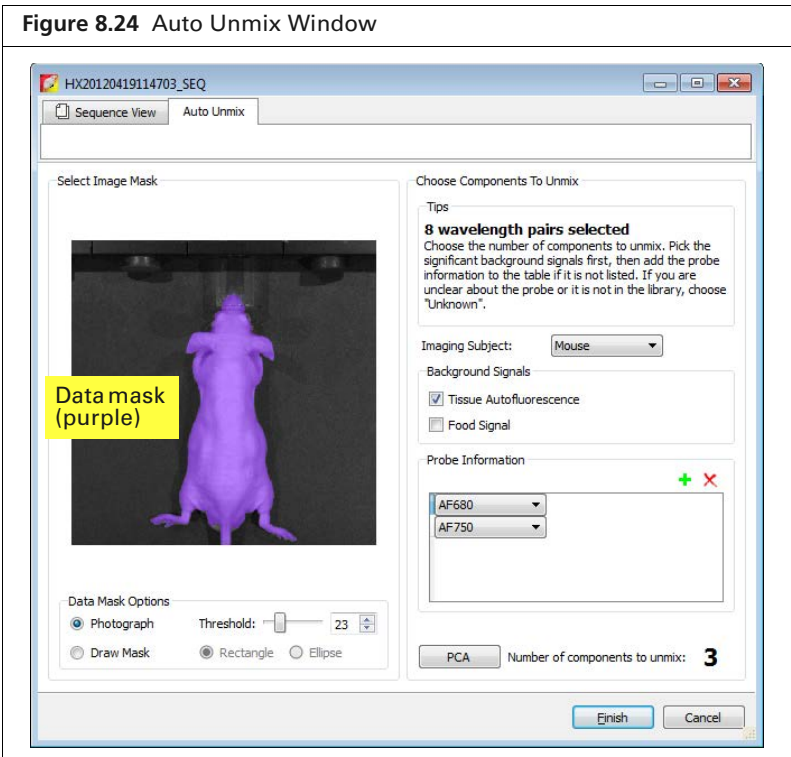 Figure 8.24 Auto Unmix Window
HX20120419114703_SEQ
Sequence View
Auto Unmix
Select Image Mask
Data mask
(purple)
Data Mask Options
Photograph
Threshold:
23
Draw Mask
Rectangle
Ellipse
Choose Components To Unmix
Tips
8 wavelength pairs selected
Choose the number of components to unmix. Pick the
significant background signals first, then add the probe
information to the table if it is not listed. If you are
unclear about the probe or it is not in the library, choose
"Unknown".
Imaging Subject:
Mouse
Background Signals
Tissue Autofluorescence
Food Signal
Probe Information
AF680
AF750
PCA
Number of components to unmix: 3
Finish
Cancel